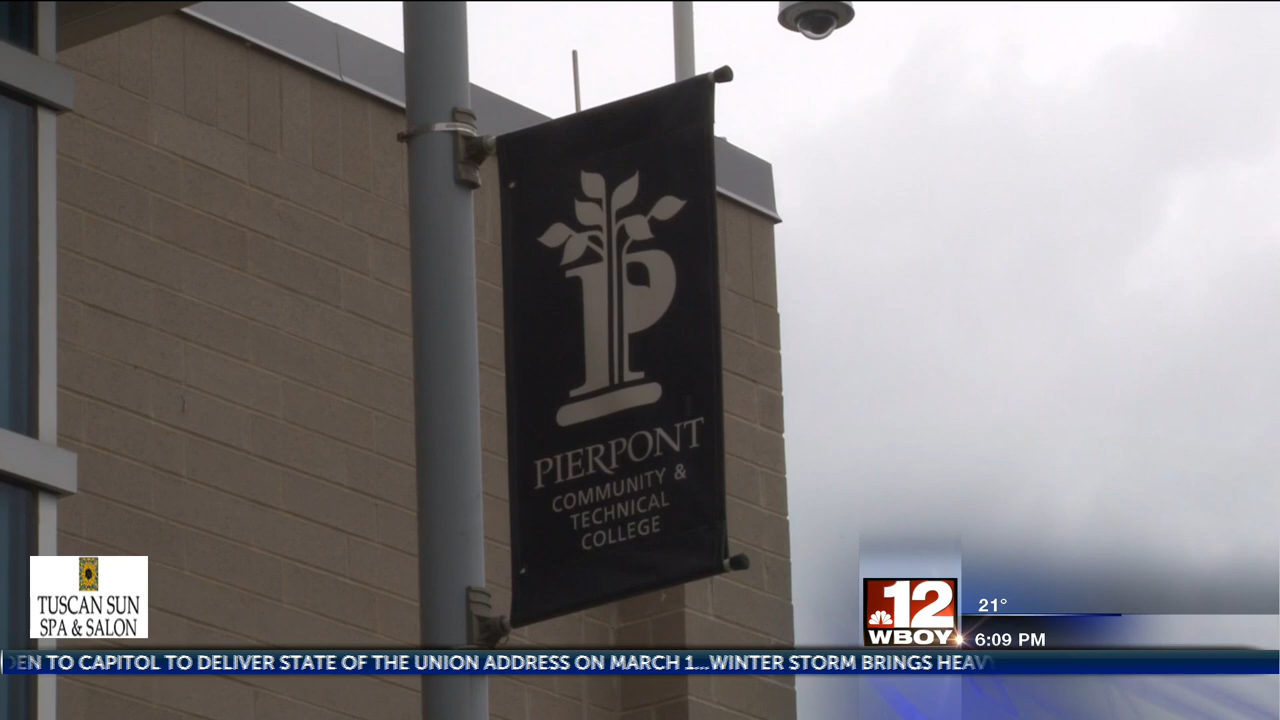 P
PIERPONT
COMMUNITY &
TECHNICAL
COLLEGE
TUSCAN SUN
SPA & SALON
12
WBOY
21°
6:09 PM
TO CAPITOL TO DELIVER STATE OF THE UNION ADDRESS ON MARCH 1...WINTER STORM BRINGS